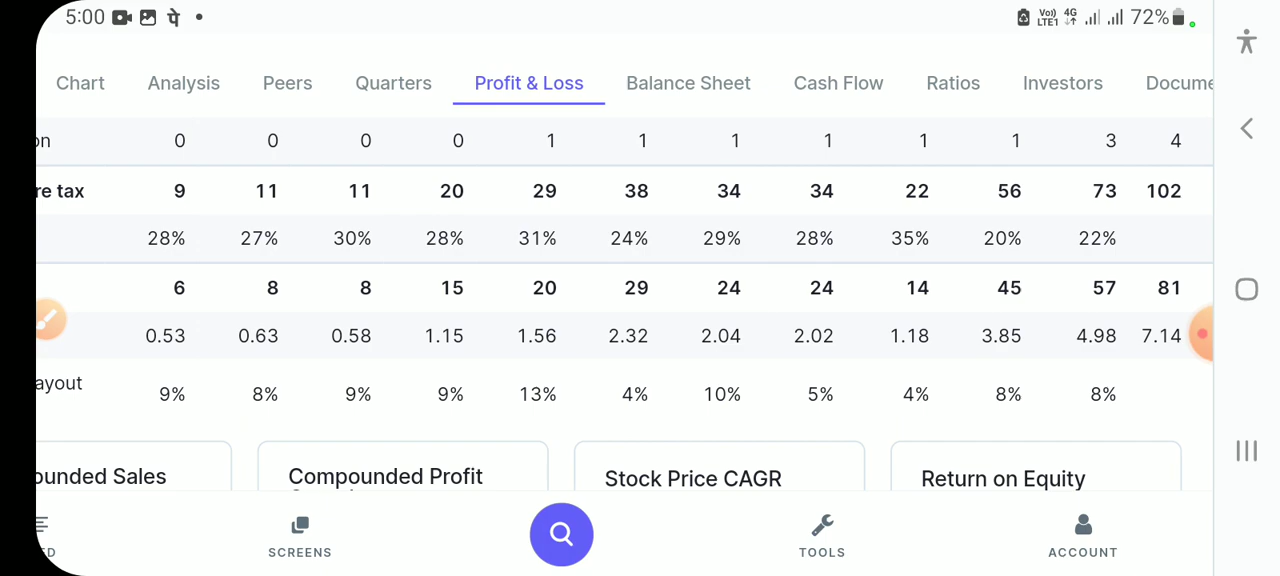 5:00 Vo) LTE1 4G 72%
Chart Analysis Peers Quarters Profit & Loss Balance Sheet Cash Flow Ratios Investors Docume
on 0 0 0 0 1 1 1 1 1 1 3 4
re tax 9 11 11 20 29 38 34 34 22 56 73 102
28% 27% 30% 28% 31% 24% 29% 28% 35% 20% 22%
6 8 8 15 20 29 24 24 14 45 57 81
0.53 0.63 0.58 1.15 1.56 2.32 2.04 2.02 1.18 3.85 4.98 7.14
ayout 9% 8% 9% 9% 13% 4% 10% 5% 4% 8% 8%
ounded Sales Compounded Profit Stock Price CAGR Return on Equity
ED SCREENS TOOLS ACCOUNT